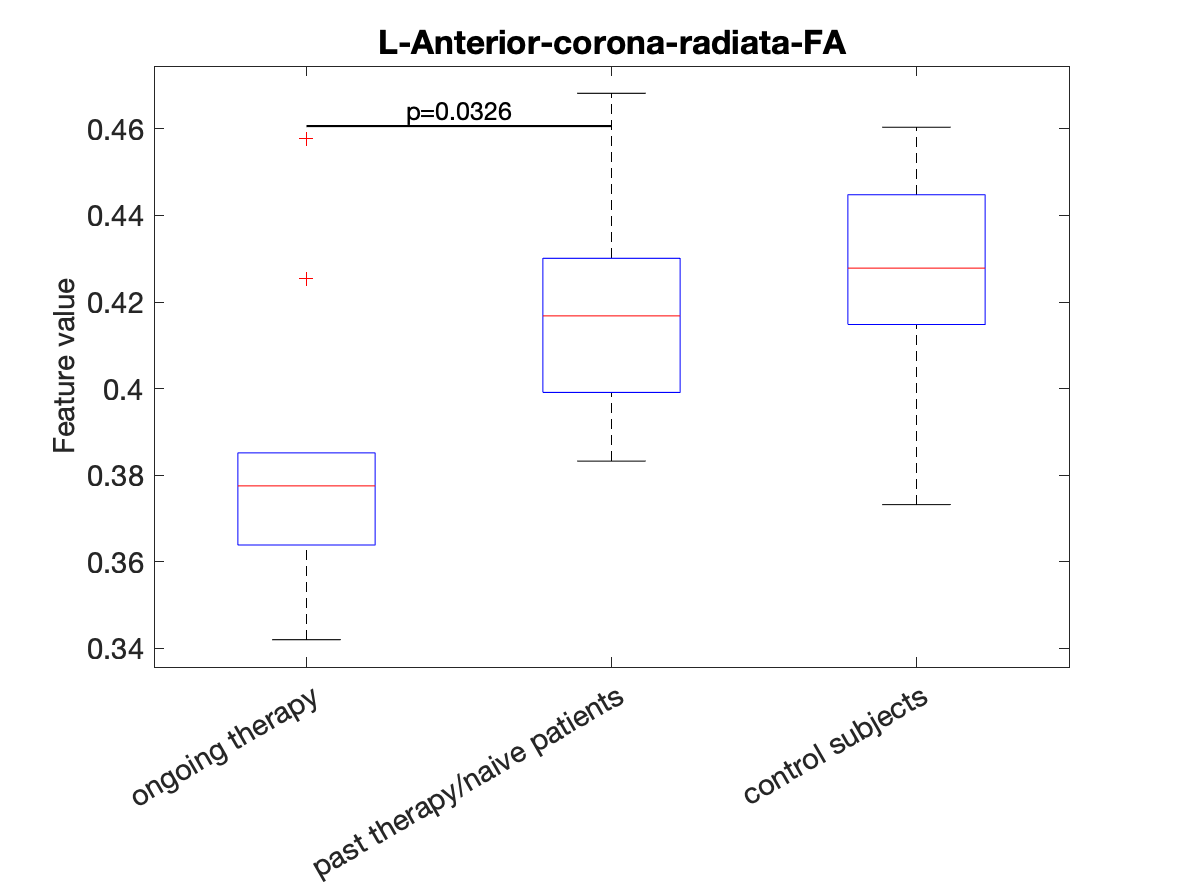 L-Anterior-corona-radiata-FA
p=0.0326
0.46
0.44
0.42
0.4
0.38
0.36
0.34
Feature value
ongoing therapy
past therapy/naive patients
control subjects